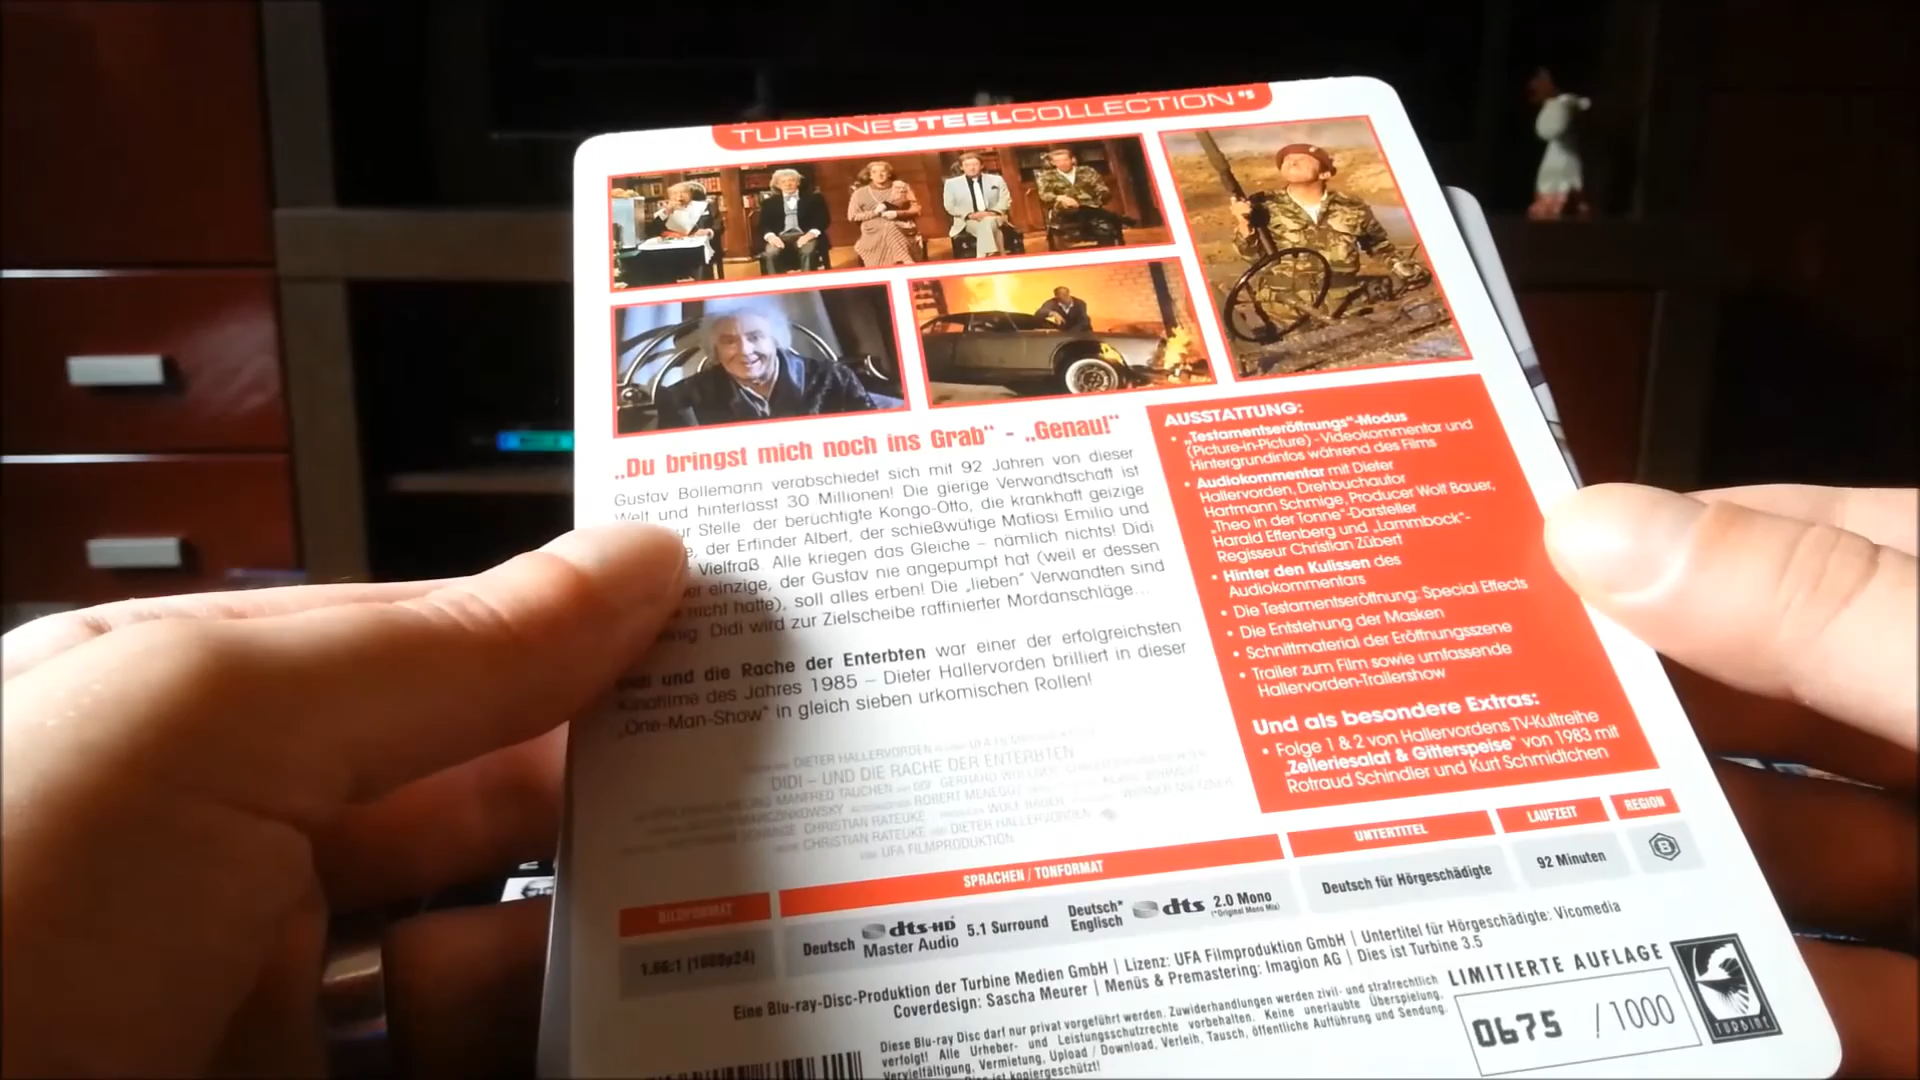 TURBINESTEELCOLLECTION #5
„Du bringst mich noch ins Grab“ - „Genau!“
Gustav Bollemann verabschiedet sich mit 92 Jahren von dieser
Welt und hinterlässt 30 Millionen! Die gierige Verwandtschaft ist
zur Stelle der berüchtigte Kongo-Otto, die krankhaft geizige
der Erfinder Albert, der schießwütige Mafiosi Emilio und
Vielfraß. Alle kriegen das Gleiche – nämlich nichts! Didi
einzige, der Gustav nie angepumpt hat (weil er dessen
nicht hatte), soll alles erben! Die „lieben“ Verwandten sind
Didi wird zur Zielscheibe raffinierter Mordanschläge...
und die Rache der Enterbten war einer der erfolgreichsten
Kinofilme des Jahres 1985 – Dieter Hallervorden brilliert in dieser
„One-Man-Show“ in gleich sieben urkomischen Rollen!
DIETER HALLERVORDEN
DIDI – UND DIE RACHE DER ENTERBTEN
MANFRED TAUCHEN
CHRISTIAN RATEUKE
CHRISTIAN RATEUKE DIETER HALLERVORDEN
UFA FILMPRODUKTION
AUSSTATTUNG:
• „Testamentseröffnungs“-Modus
(Picture-in-Picture) - Videokommentar und
Hintergrundinfos während des Films
• Audiokommentar mit Dieter
Hallervorden, Drehbuchautor
Hartmann Schmige, Producer Wolf Bauer,
„Theo in der Tonne“-Darsteller
Harald Effenberg und „Lammbock“-
Regisseur Christian Zübert
• Hinter den Kulissen des
Audiokommentars
• Die Testamentseröffnung: Special Effects
• Die Entstehung der Masken
• Schnittmaterial der Eröffnungsszene
• Trailer zum Film sowie umfassende
Hallervorden-Trailershow
Und als besondere Extras:
• Folge 1 & 2 von Hallervordens TV-Kultreihe
„Zelleriesalat & Gitterspeise“ von 1983 mit
Rotraud Schindler und Kurt Schmidtchen
BILDFORMAT
1.66:1 (1080p24)
SPRACHEN / TONFORMAT
Deutsch dts-HD Master Audio 5.1 Surround
Deutsch* Englisch dts 2.0 Mono
(*Original Mono Mix)
UNTERTITEL
Deutsch für Hörgeschädigte
LAUFZEIT
92 Minuten
REGION
B
Eine Blu-ray-Disc-Produktion der Turbine Medien GmbH | Lizenz: UFA Filmproduktion GmbH | Untertitel für Hörgeschädigte: Vicomedia
Coverdesign: Sascha Meurer | Menüs & Premastering: Imagion AG | Dies ist Turbine 3.5
Diese Blu-ray Disc darf nur privat vorgeführt werden. Zuwiderhandlungen werden zivil- und strafrechtlich
verfolgt! Alle Urheber- und Leistungsschutzrechte vorbehalten. Keine unerlaubte Überspielung,
Vervielfältigung, Vermietung, Upload / Download, Verleih, Tausch, öffentliche Aufführung und Sendung.
ist kopiergeschützt!
LIMITIERTE AUFLAGE
0675 /1000
TURBINE